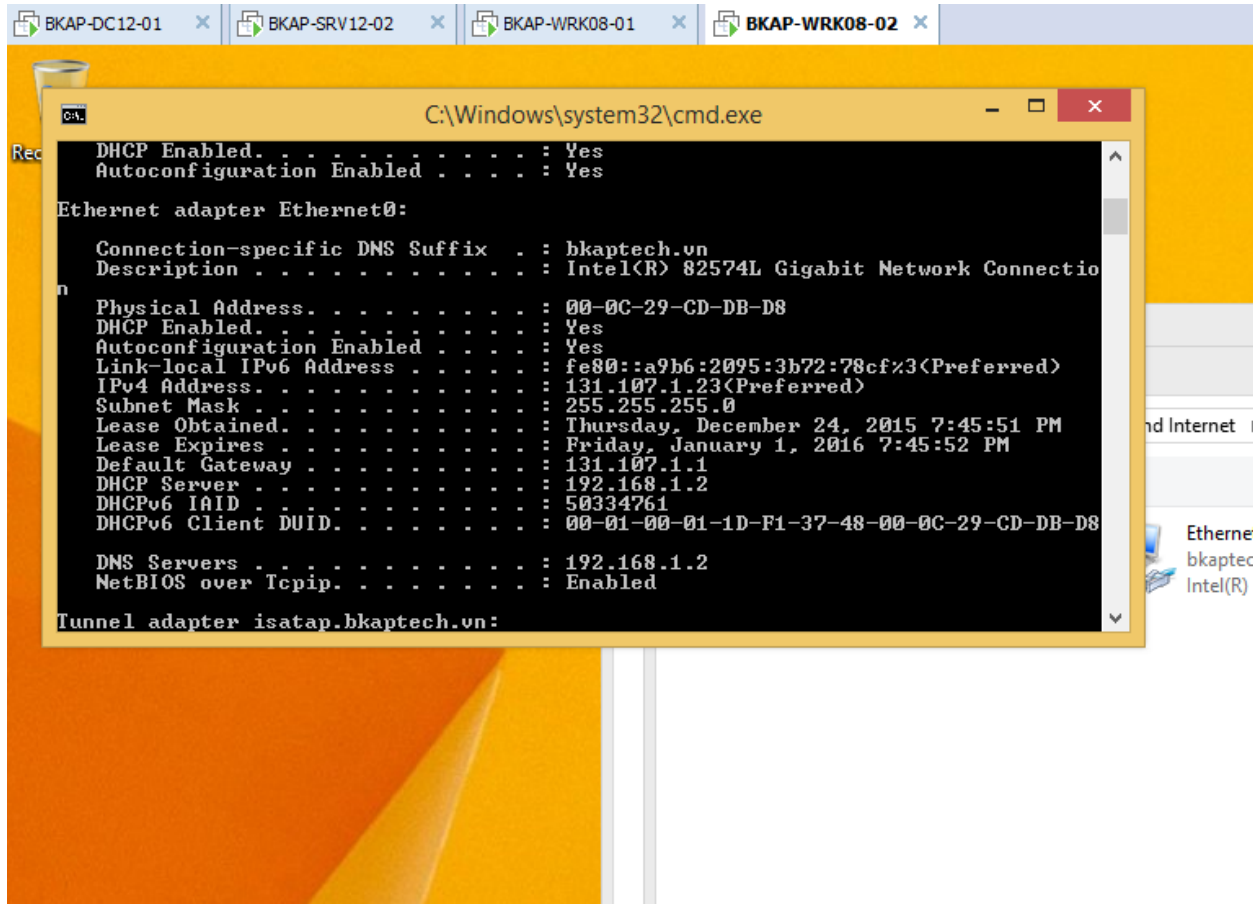 BKAP-DC12-01
BKAP-SRV12-02
BKAP-WRK08-01
BKAP-WRK08-02
C:\Windows\system32\cmd.exe
Rec
DHCP Enabled. . . . . . . . . . . : Yes
Autoconfiguration Enabled . . . . : Yes
Ethernet adapter Ethernet0:
Connection-specific DNS Suffix . : bkaptech.vn
Description . . . . . . . . . . . : Intel(R) 82574L Gigabit Network Connectio
n
Physical Address. . . . . . . . . : 00-0C-29-CD-DB-D8
DHCP Enabled. . . . . . . . . . . : Yes
Autoconfiguration Enabled . . . . : Yes
Link-local IPv6 Address . . . . . : fe80::a9b6:2095:3b72:78cf%3(Preferred)
IPv4 Address. . . . . . . . . . . : 131.107.1.23(Preferred)
Subnet Mask . . . . . . . . . . . : 255.255.255.0
Lease Obtained. . . . . . . . . . : Thursday, December 24, 2015 7:45:51 PM
Lease Expires . . . . . . . . . . : Friday, January 1, 2016 7:45:52 PM
Default Gateway . . . . . . . . . : 131.107.1.1
DHCP Server . . . . . . . . . . . : 192.168.1.2
DHCPv6 IAID . . . . . . . . . . . : 50334761
DHCPv6 Client DUID. . . . . . . . : 00-01-00-01-1D-F1-37-48-00-0C-29-CD-DB-D8
DNS Servers . . . . . . . . . . . : 192.168.1.2
NetBIOS over Tcpip. . . . . . . . : Enabled
Tunnel adapter isatap.bkaptech.vn:
nd Internet
Etherne
bkaptec
Intel(R)